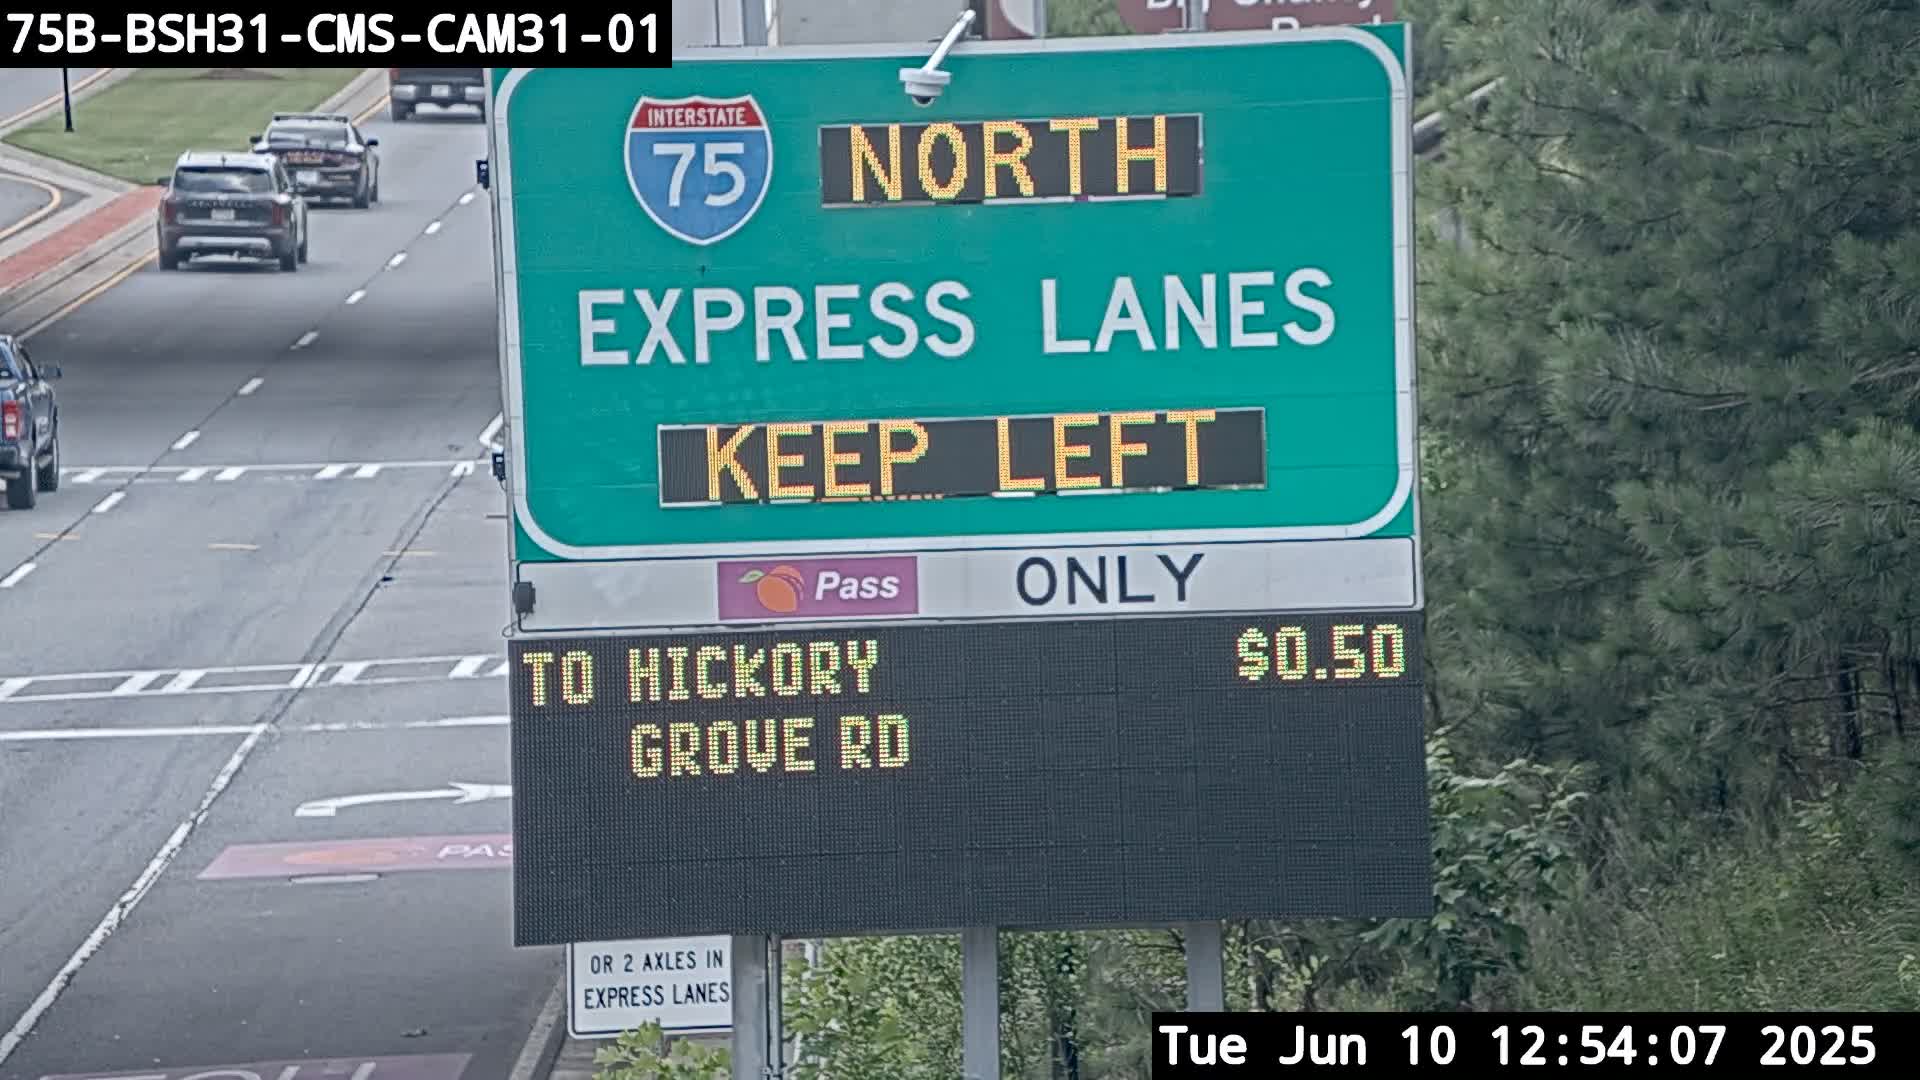 75B-BSH31-CMS-CAM31-01
INTERSTATE
75
NORTH
EXPRESS LANES
KEEP LEFT
Pass ONLY
TO HICKORY $0.50
GROVE RD
OR 2 AXLES IN
EXPRESS LANES
Tue Jun 10 12:54:07 2025